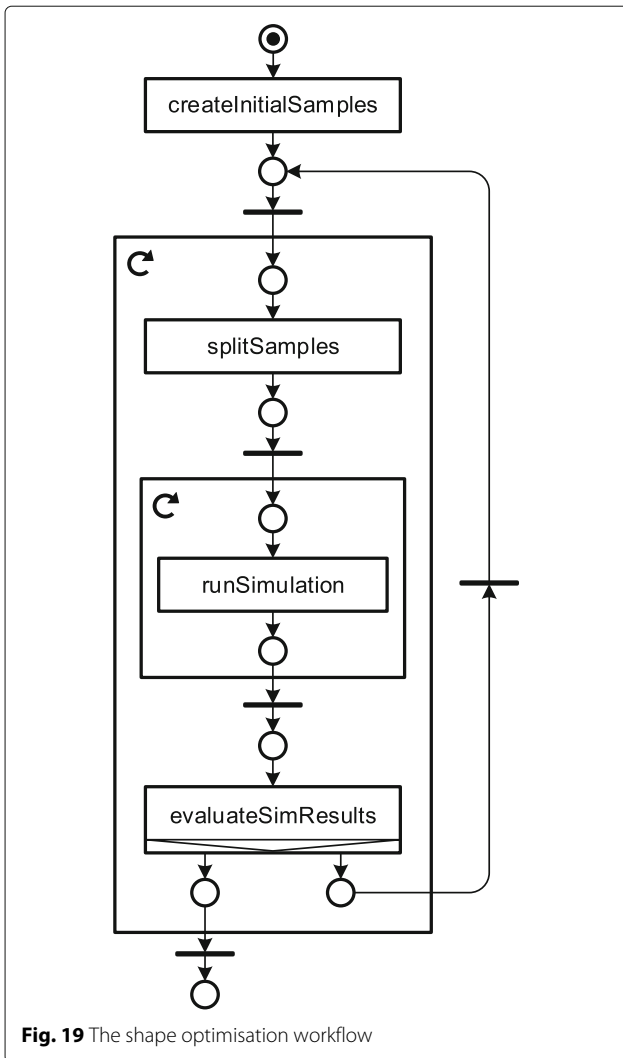 createInitialSamples
splitSamples
runSimulation
evaluateSimResults
Fig. 19 The shape optimisation workflow